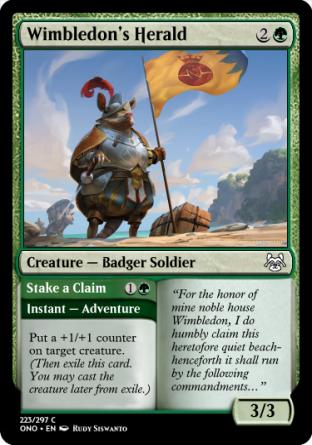 Wimbledon's Herald 2
Creature — Badger Soldier
Stake a Claim 1
Instant — Adventure
Put a +1/+1 counter
on target creature.
(Then exile this card.
You may cast the
creature later from exile.)
“For the honor of
mine noble house
Wimbledon, I do
humbly claim this
heretofore quiet beach-
henceforth it shall run
by the following
commandments…”
3/3
223/297 C
ONO • EN Rudy Siswanto